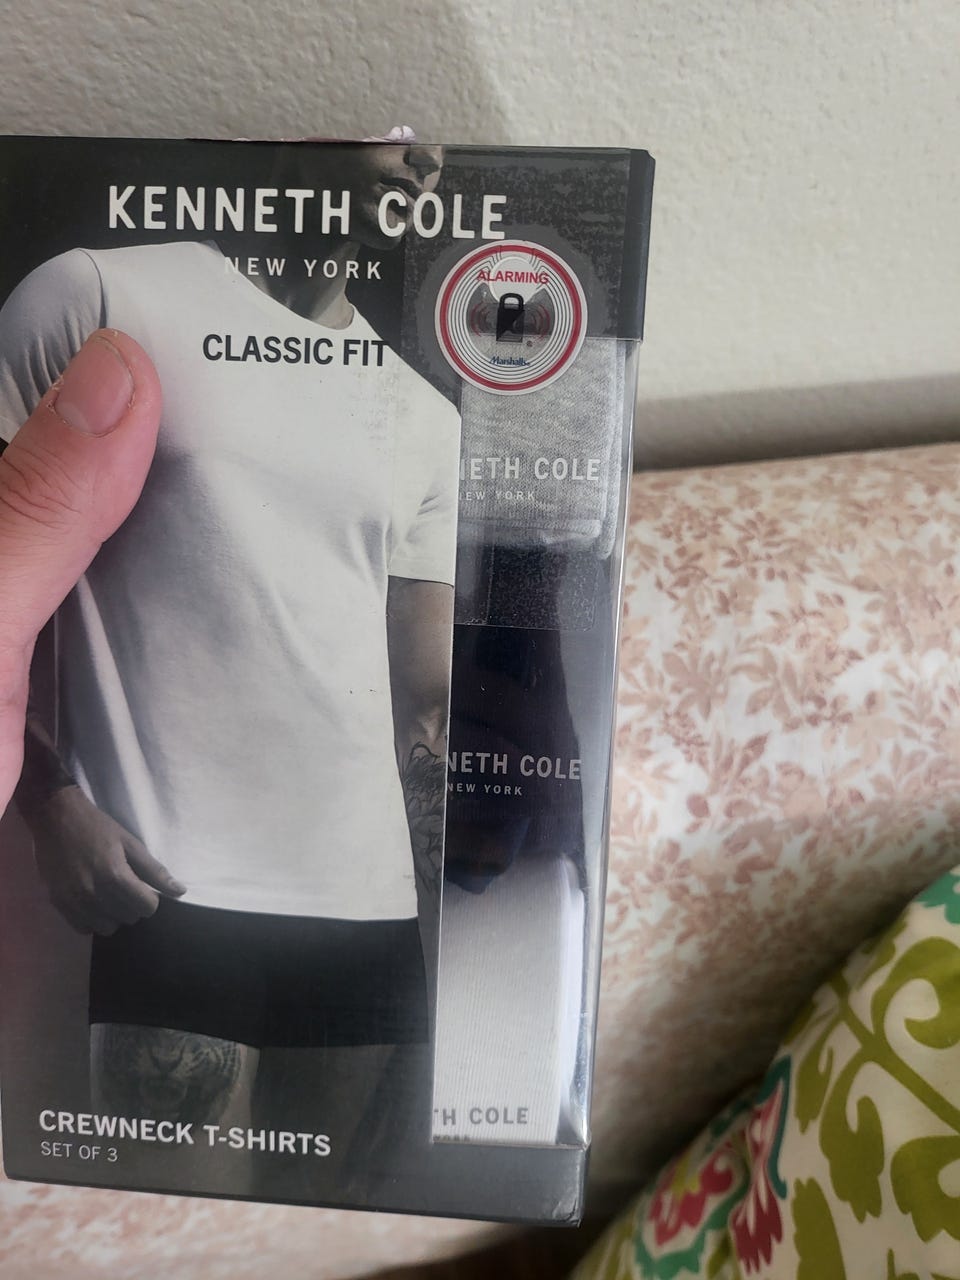 KENNETH COLE
NEW YORK
CLASSIC FIT
ALARMING
®
Marshalls
NETH COLE
NEW YORK
NETH COLE
NEW YORK
TH COLE
CREWNECK T-SHIRTS
SET OF 3